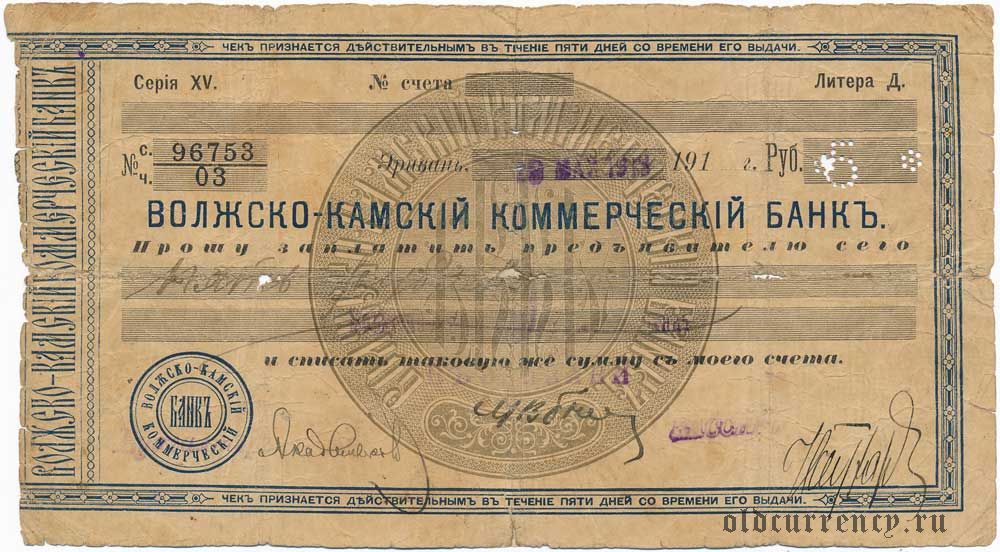 ЧЕКЪ ПРИЗНАЕТСЯ ДѢЙСТВИТЕЛЬНЫМЪ ВЪ ТЕЧЕНІЕ ПЯТИ ДНЕЙ СО ВРЕМЕНИ ЕГО ВЫДАЧИ.
ВОЛЖСКО-КАМСКІЙ КОММЕРЧЕСКІЙ БАНКЪ
Серія XV. № счета Литера Д.
№ с. 96753
ч. 03
Эривань. 191 г. Руб. 5
ВОЛЖСКО-КАМСКІЙ КОММЕРЧЕСКІЙ БАНКЪ.
Прошу заплатить предъявителю сего
и списать таковую же сумму съ моего счета.
ВОЛЖСКО-КАМСКІЙ
БАНКЪ
КОММЕРЧЕСКІЙ
ЧЕКЪ ПРИЗНАЕТСЯ ДѢЙСТВИТЕЛЬНЫМЪ ВЪ ТЕЧЕНІЕ ПЯТИ ДНЕЙ СО ВРЕМЕНИ ЕГО ВЫДАЧИ.
oldcurrency.ru